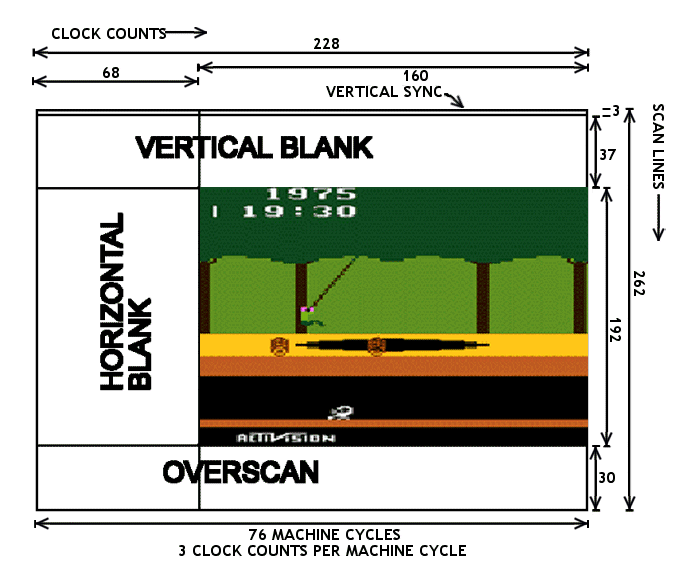 CLOCK COUNTS
228
68
160
VERTICAL SYNC
3
VERTICAL BLANK
37
SCAN LINES
1975
19:30
HORIZONTAL
BLANK
262
192
ACTIVISION
OVERSCAN
30
76 MACHINE CYCLES
3 CLOCK COUNTS PER MACHINE CYCLE